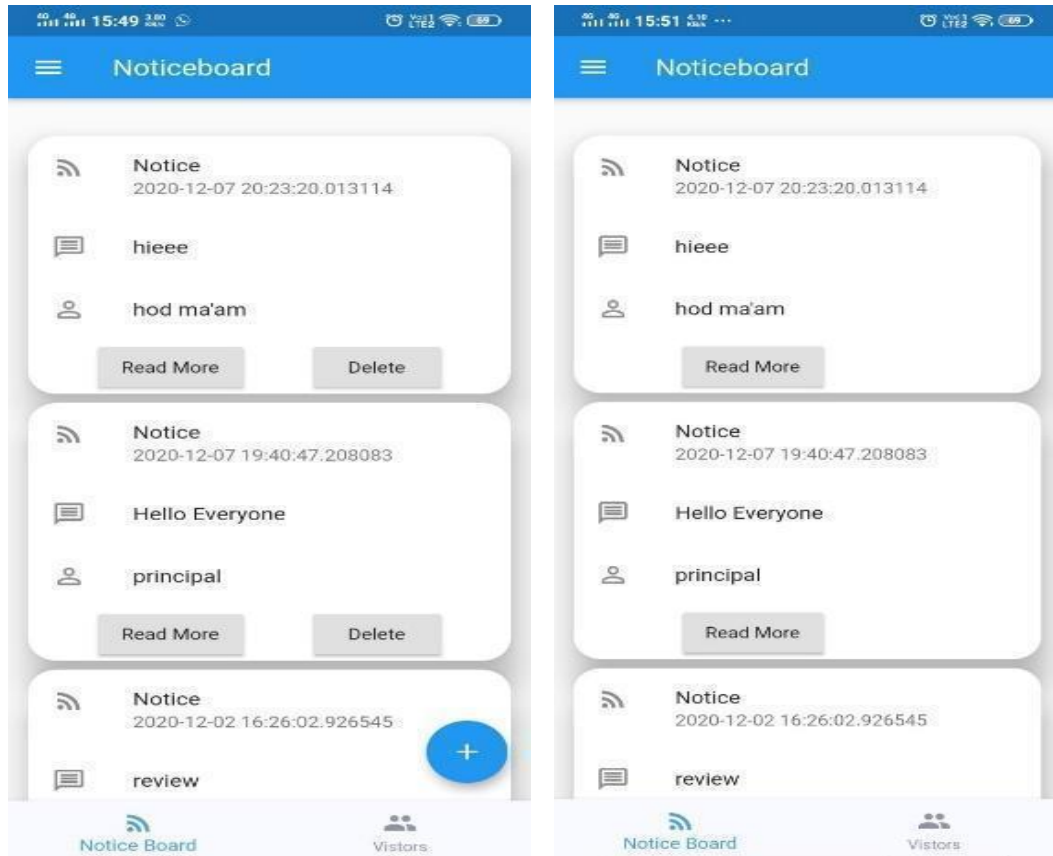 15:49
Noticeboard
Notice
2020-12-07 20:23:20.013114
hieee
hod ma'am
Read More
Delete
Notice
2020-12-07 19:40:47.208083
Hello Everyone
principal
Read More
Delete
Notice
2020-12-02 16:26:02.926545
+
review
Notice Board
Vistors
15:51
Noticeboard
Notice
2020-12-07 20:23:20.013114
hieee
hod ma'am
Read More
Notice
2020-12-07 19:40:47.208083
Hello Everyone
principal
Read More
Notice
2020-12-02 16:26:02.926545
review
Notice Board
Vistors